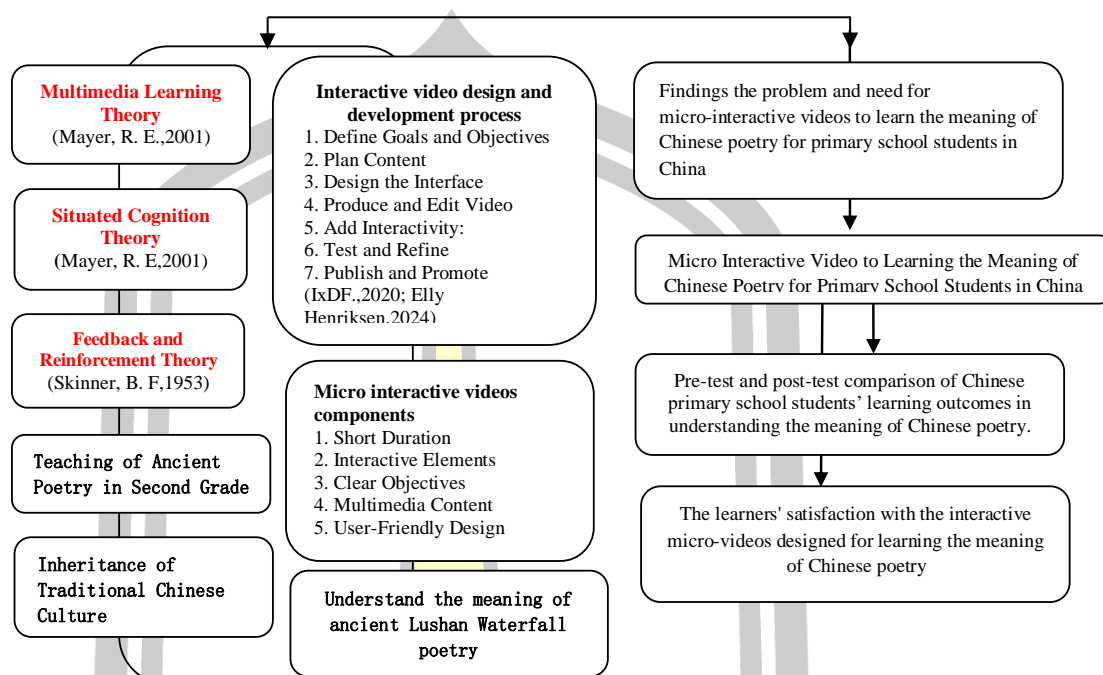 Multimedia Learning
Theory
(Mayer, R. E.,2001)
Situated Cognition
Theory
(Mayer, R. E,2001)
Feedback and
Reinforcement Theory
(Skinner, B. F,1953)
Teaching of Ancient
Poetry in Second Grade
Inheritance of
Traditional Chinese
Culture
Interactive video design and
development process
1. Define Goals and Objectives
2. Plan Content
3. Design the Interface
4. Produce and Edit Video
5. Add Interactivity:
6. Test and Refine
7. Publish and Promote
(IxDF.,2020; Elly
Henriksen,2024)
Micro interactive videos
components
1. Short Duration
2. Interactive Elements
3. Clear Objectives
4. Multimedia Content
5. User-Friendly Design
Understand the meaning of
ancient Lushan Waterfall
poetry
Findings the problem and need for
micro-interactive videos to learn the meaning of
Chinese poetry for primary school students in
China
Micro Interactive Video to Learning the Meaning of
Chinese Poetry for Primary School Students in China
Pre-test and post-test comparison of Chinese
primary school students’ learning outcomes in
understanding the meaning of Chinese poetry.
The learners' satisfaction with the interactive
micro-videos designed for learning the meaning
of Chinese poetry